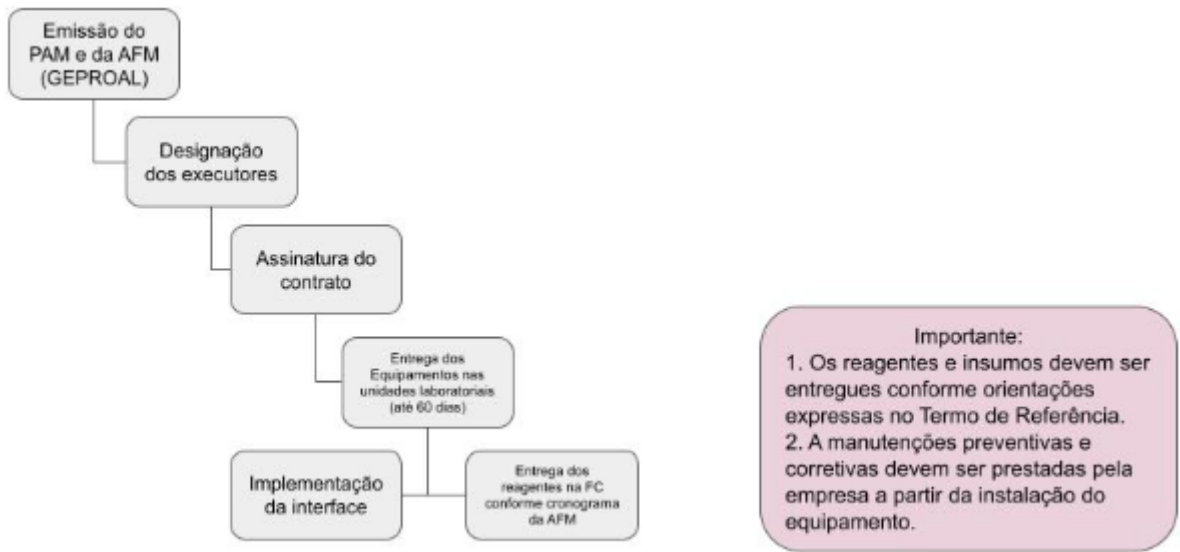 Emissão do
PAM e da AFM
(GEPROAL)
Designação
dos executores
Assinatura do
contrato
Entrega dos
Equipamentos nas
unidades laboratoriais
(até 60 dias)
Implementação
da interface
Entrega dos
reagentes na FC
conforme cronograma
da AFM
Importante:
1. Os reagentes e insumos devem ser
entregues conforme orientações
expressas no Termo de Referência.
2. A manutenções preventivas e
corretivas devem ser prestadas pela
empresa a partir da instalação do
equipamento.